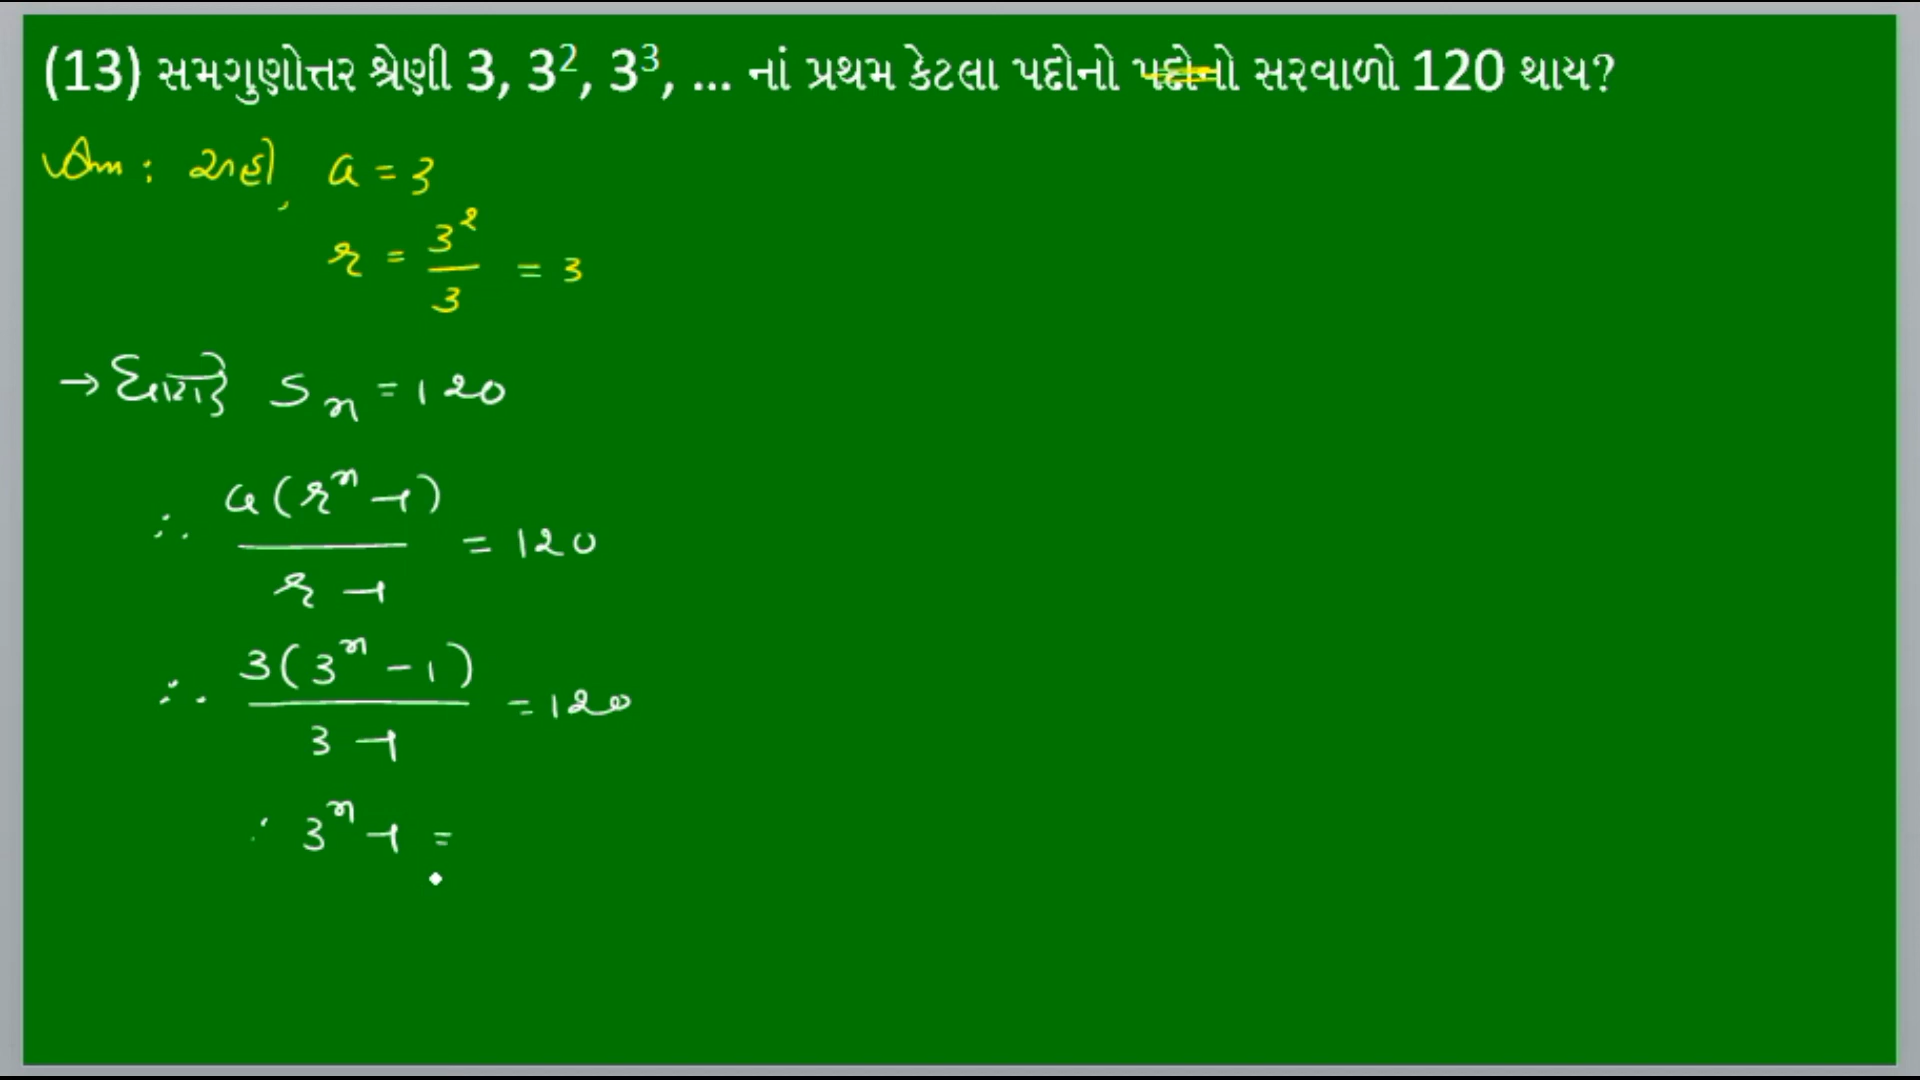 (13) સમગુણોત્તર શ્રેણી 3, 3², 3³, ... નાં પ્રથમ કેટલા પદોનો પદોનો સરવાળો 120 થાય?
Ans : અહીં, a = 3
r = 3²/3 = 3
→ ધારો કે Sn = 120
∴ a(rⁿ-1)/r-1 = 120
∴ 3(3ⁿ-1)/3-1 = 120
∴ 3ⁿ-1 =